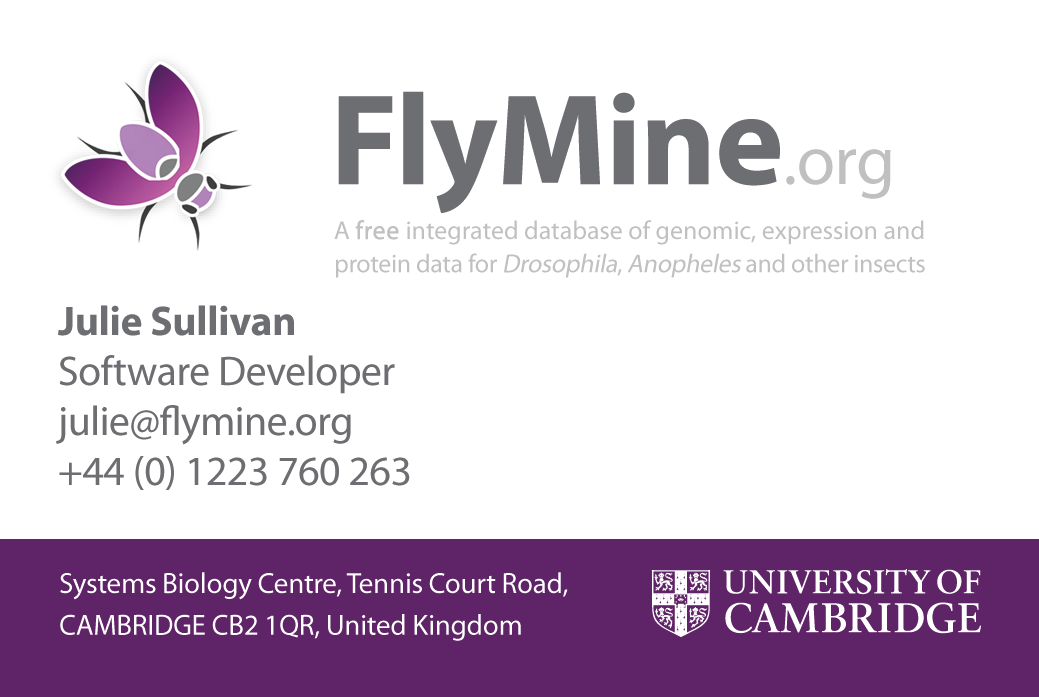 FlyMine.org
A free integrated database of genomic, expression and
protein data for Drosophila, Anopheles and other insects
Julie Sullivan
Software Developer
julie@flymine.org
+44 (0) 1223 760 263
Systems Biology Centre, Tennis Court Road,
CAMBRIDGE CB2 1QR, United Kingdom
UNIVERSITY OF
CAMBRIDGE